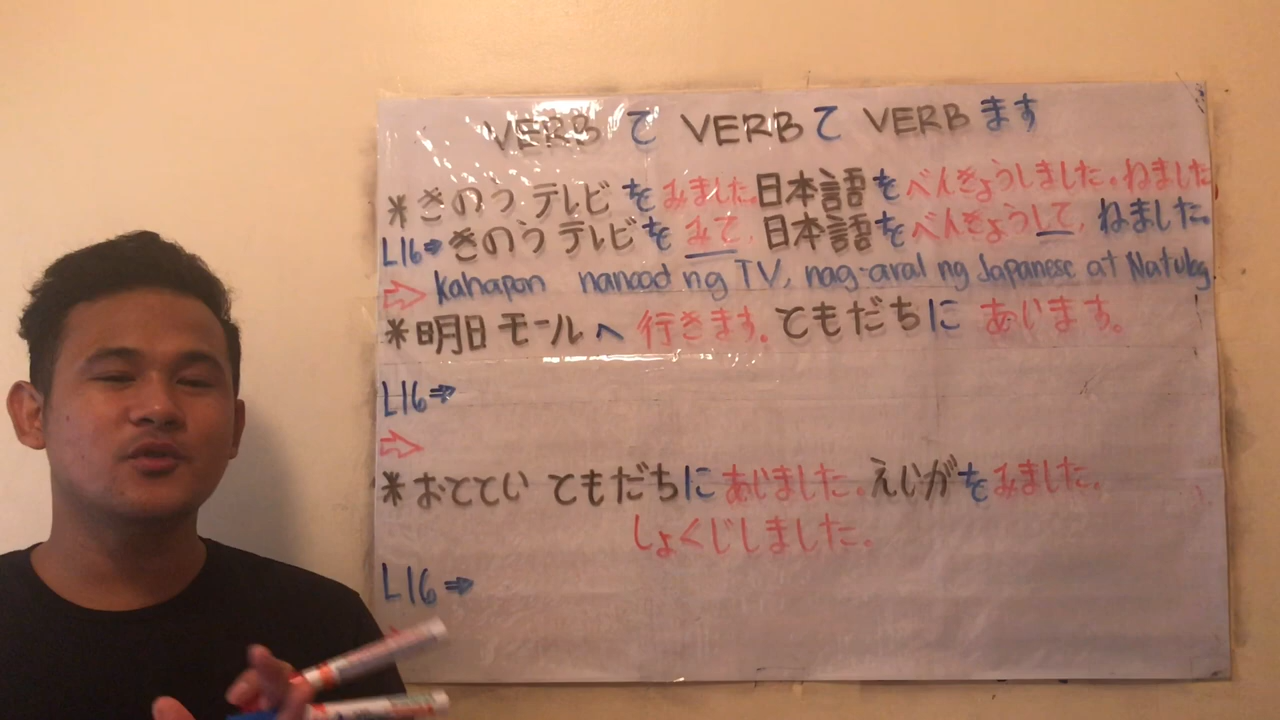 VERB て VERB て VERB ます
* きのう テレビ を みました。日本語 を べんきょうしました。ねました
L16⇒ きのう テレビ を みて, 日本語 を べんきょうして, ねました。
⇒ kahapon nanood ng TV, nag-aral ng Japanese at Natulog.
* 明日 モール へ 行きます。ともだち に あいます。
L16⇒
⇒
* おととい ともだち に あいました。えいが を みました。
しょくじしました。
L16⇒